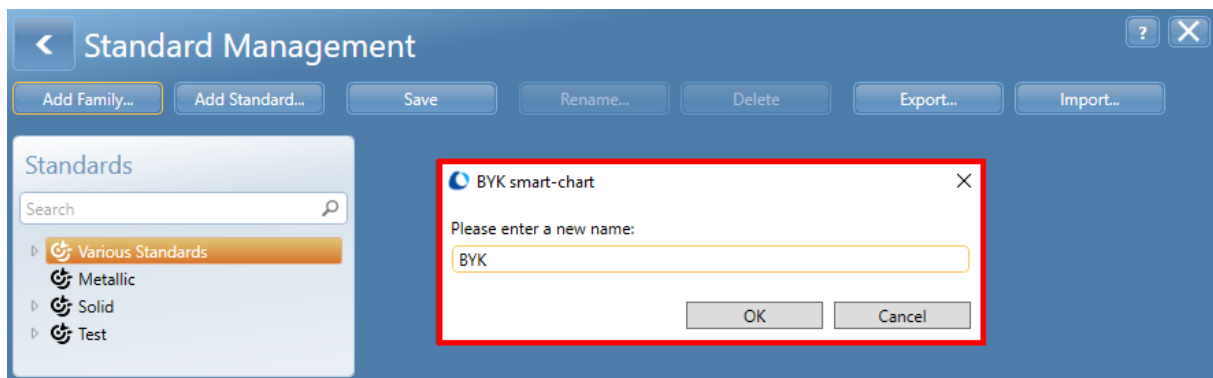 Standard Management
?
Add Family... Add Standard... Save Rename... Delete Export... Import...
Standards
Search
Various Standards
Metallic
Solid
Test
BYK smart-chart
Please enter a new name:
BYK
OK Cancel